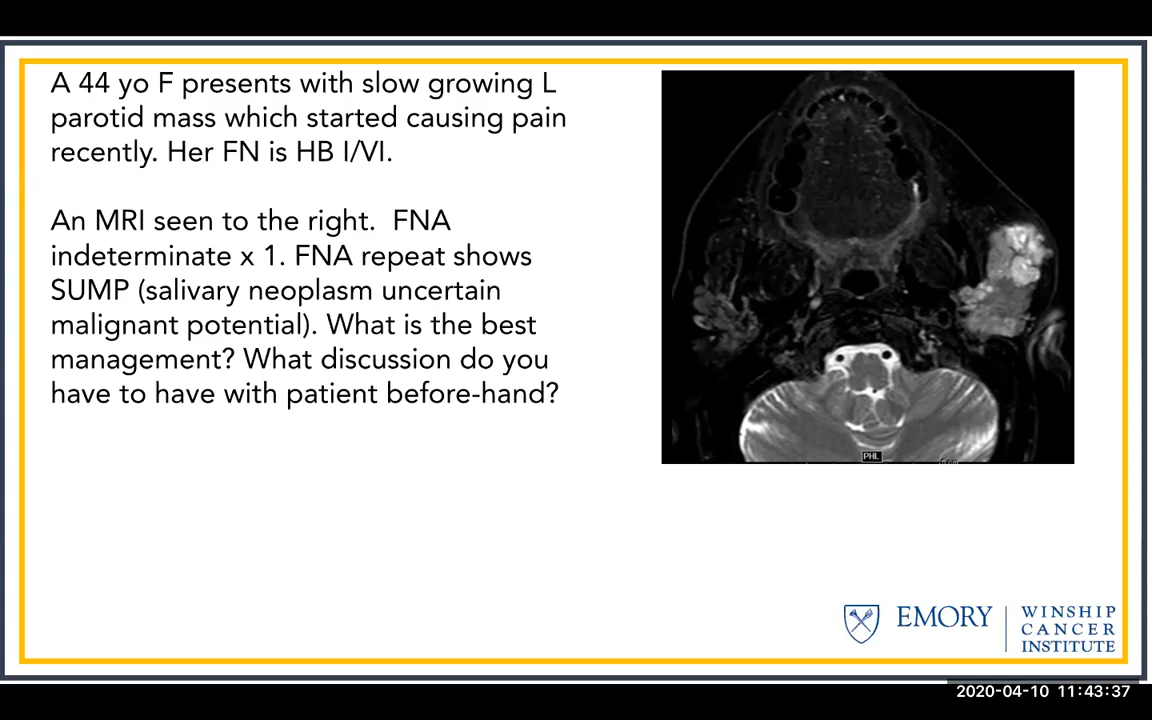 A 44 yo F presents with slow growing L
parotid mass which started causing pain
recently. Her FN is HB I/VI.
An MRI seen to the right.  FNA
indeterminate x 1. FNA repeat shows
SUMP (salivary neoplasm uncertain
malignant potential). What is the best
management? What discussion do you
have to have with patient before-hand?
PHL
EMORY
WINSHIP
CANCER
INSTITUTE
2020-04-10 11:43:37